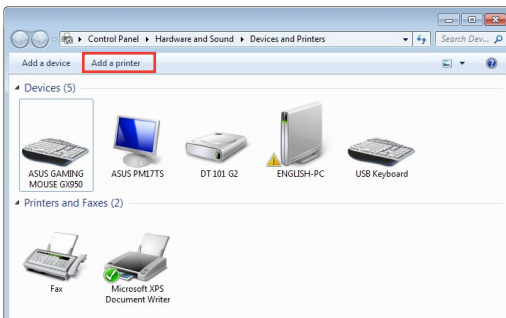 Control Panel Hardware and Sound Devices and Printers
Search Dev...
Add a device Add a printer
Devices (5)
ASUS GAMING MOUSE GX950
ASUS PM17TS
DT 101 G2
ENGLISH-PC
USB Keyboard
Printers and Faxes (2)
Fax
Microsoft XPS Document Writer